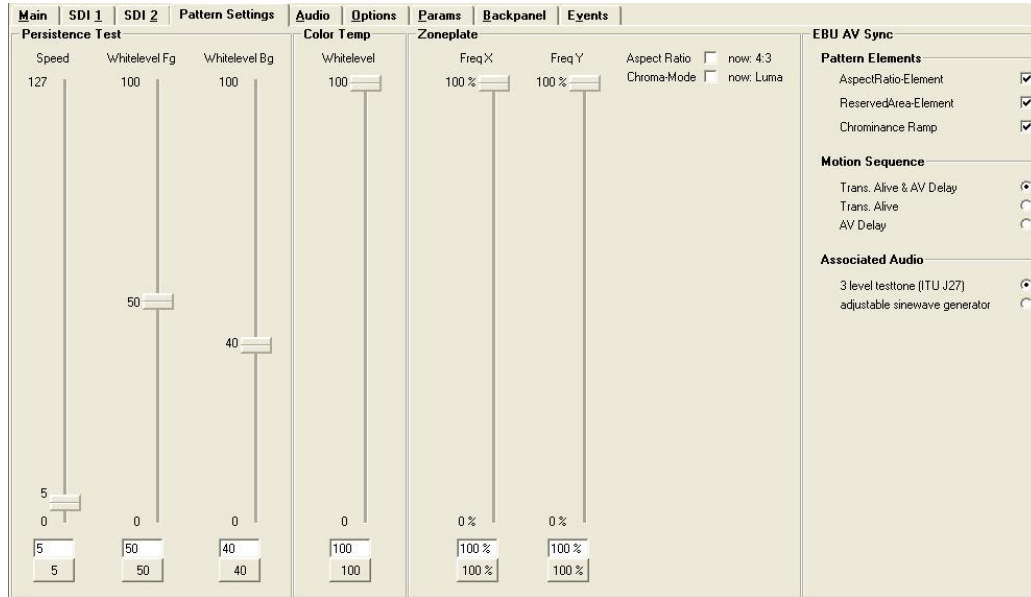 Main SDI 1 SDI 2 Pattern Settings Audio Options Params Backpanel Events
Persistence Test
Speed Whitelevel Fg Whitelevel Bg
127 100 100
50
40
5
0 0 0
5 50 40
5 50 40
Color Temp
Whitelevel
100
0
100
100
Zoneplate
Freq X Freq Y
100 % 100 %
0 % 0 %
100 % 100 %
100 % 100 %
Aspect Ratio now: 4:3
Chroma-Mode now: Luma
EBU AV Sync
Pattern Elements
AspectRatio-Element
ReservedArea-Element
Chrominance Ramp
Motion Sequence
Trans. Alive & AV Delay
Trans. Alive
AV Delay
Associated Audio
3 level testtone (ITU J27)
adjustable sinewave generator